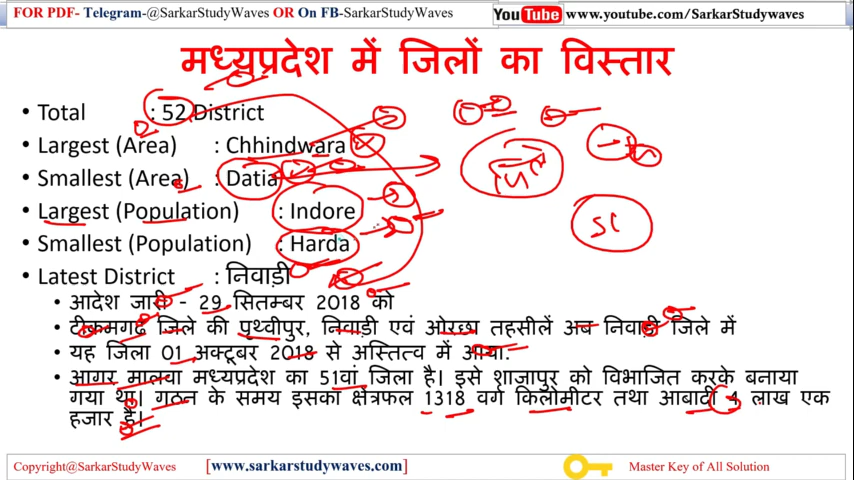 FOR PDF- Telegram-@SarkarStudyWaves OR On FB-SarkarStudyWaves
YouTube www.youtube.com/SarkarStudyWaves
मध्यप्रदेश में जिलों का विस्तार
• Total : 52 District
• Largest (Area) : Chhindwara
• Smallest (Area) : Datia
• Largest (Population) : Indore
• Smallest (Population) : Harda
• Latest District : निवाड़ी
• आदेश जारी - 29 सितम्बर 2018 को
• टीकमगढ़ जिले की पृथ्वीपुर, निवाड़ी एवं ओरछा तहसीलें अब निवाड़ी जिले में
• यह जिला 01 अक्टूबर 2018 से अस्तित्व में आया.
• आगर मालवा मध्यप्रदेश का 51वां जिला है। इसे शाजापुर को विभाजित करके बनाया
गया था। गठन के समय इसका क्षेत्रफल 1318 वर्ग किलोमीटर तथा आबादी 4 लाख एक
हजार है।
Copyright@SarkarStudyWaves [www.sarkarstudywaves.com] Master Key of All Solution